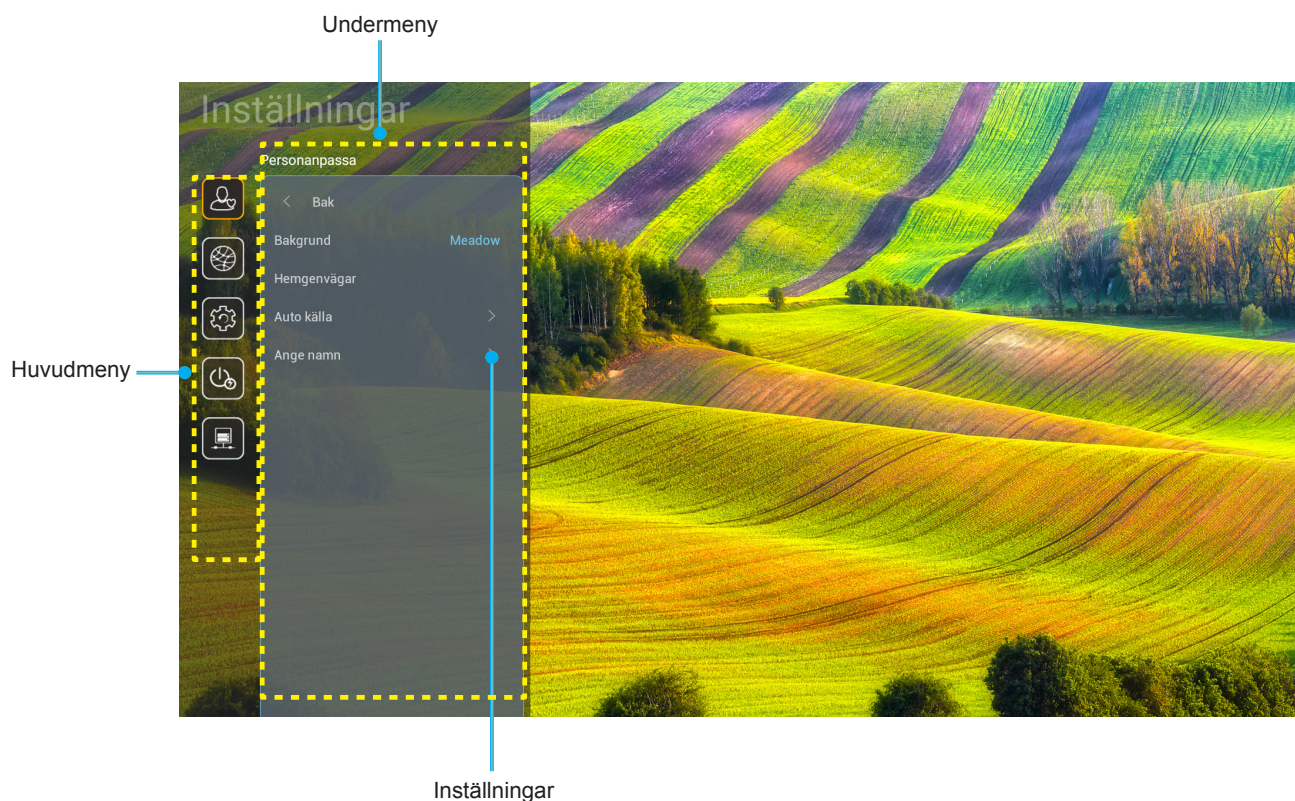 Undermeny
Inställningar
Personanpassa
Bak
Bakgrund Meadow
Hemgenvägar
Auto källa
Ange namn
Huvudmeny
Inställningar